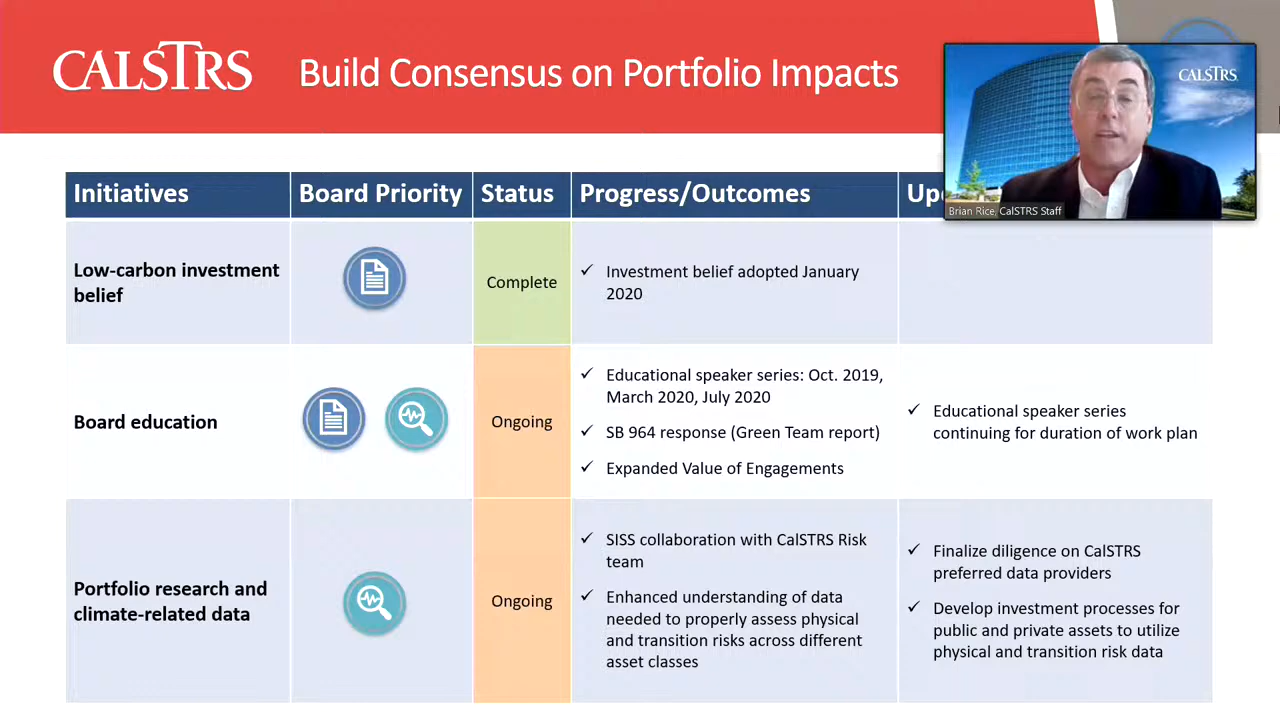 CALSTRS
Build Consensus on Portfolio Impacts
CALSTRS
Brian Rice, CalSTRS Staff
Initiatives
Board Priority
Status
Progress/Outcomes
Low-carbon investment
belief
Complete
Investment belief adopted January
2020
Board education
Ongoing
Educational speaker series: Oct. 2019,
March 2020, July 2020
SB 964 response (Green Team report)
Expanded Value of Engagements
Educational speaker series
continuing for duration of work plan
Portfolio research and
climate-related data
Ongoing
SISS collaboration with CalSTRS Risk
team
Enhanced understanding of data
needed to properly assess physical
and transition risks across different
asset classes
Finalize diligence on CalSTRS
preferred data providers
Develop investment processes for
public and private assets to utilize
physical and transition risk data